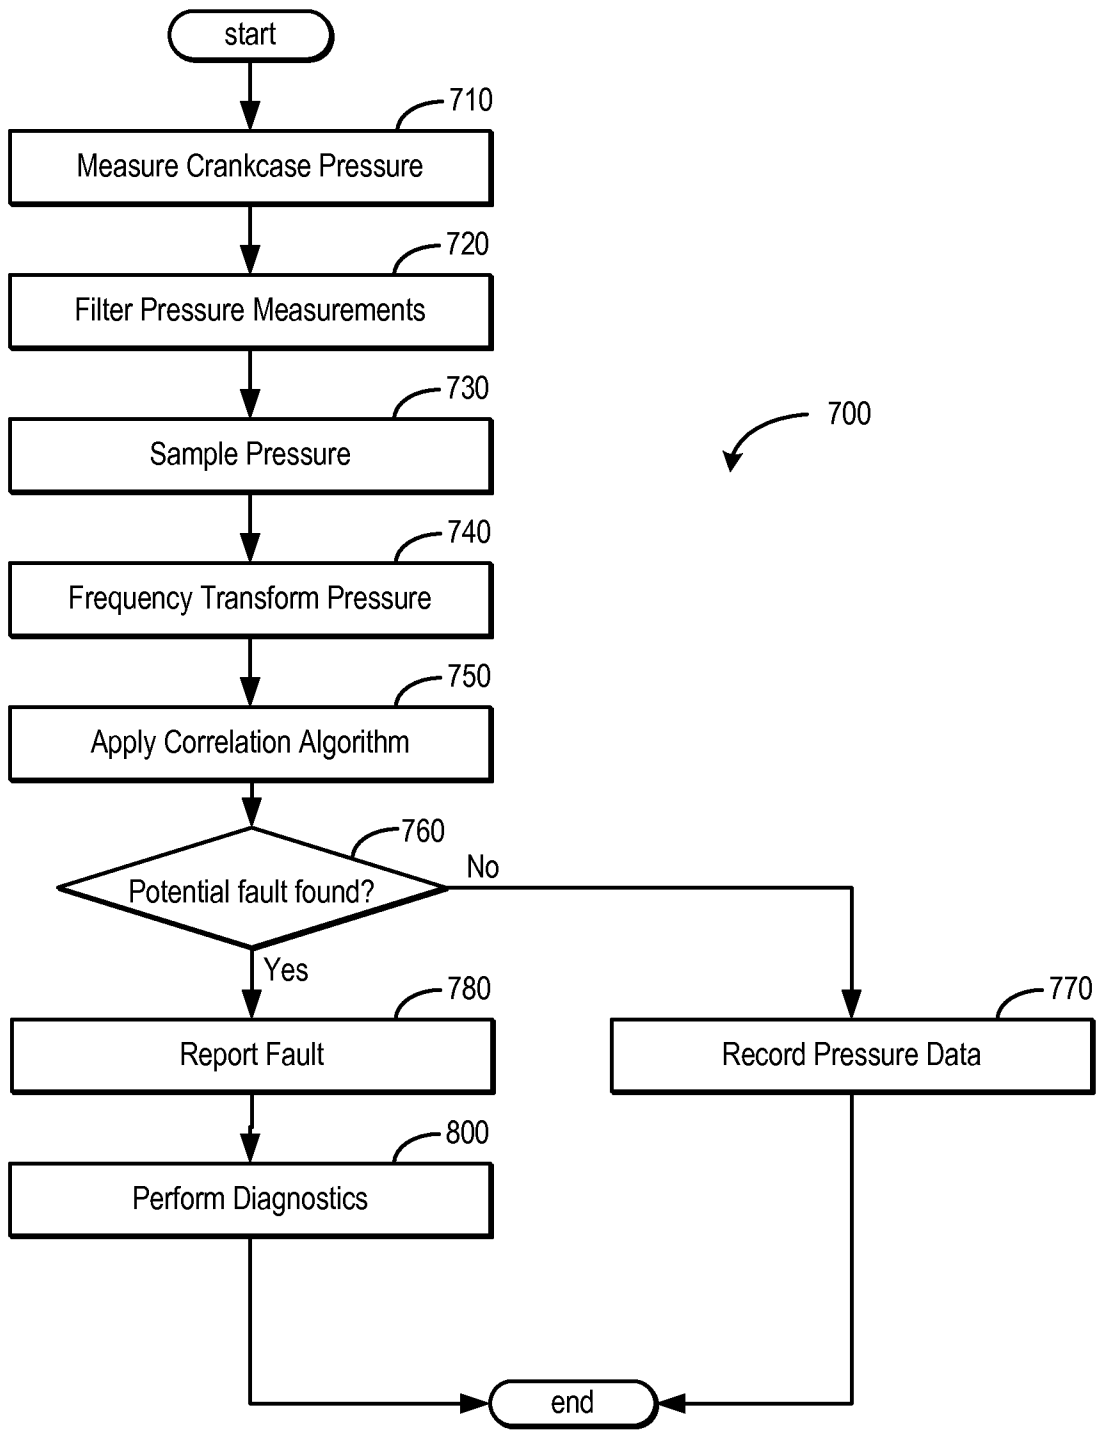 start
710
Measure Crankcase Pressure
720
Filter Pressure Measurements
730
Sample Pressure
700
740
Frequency Transform Pressure
750
Apply Correlation Algorithm
760
Potential fault found?
No
Yes
780
Report Fault
770
Record Pressure Data
800
Perform Diagnostics
end